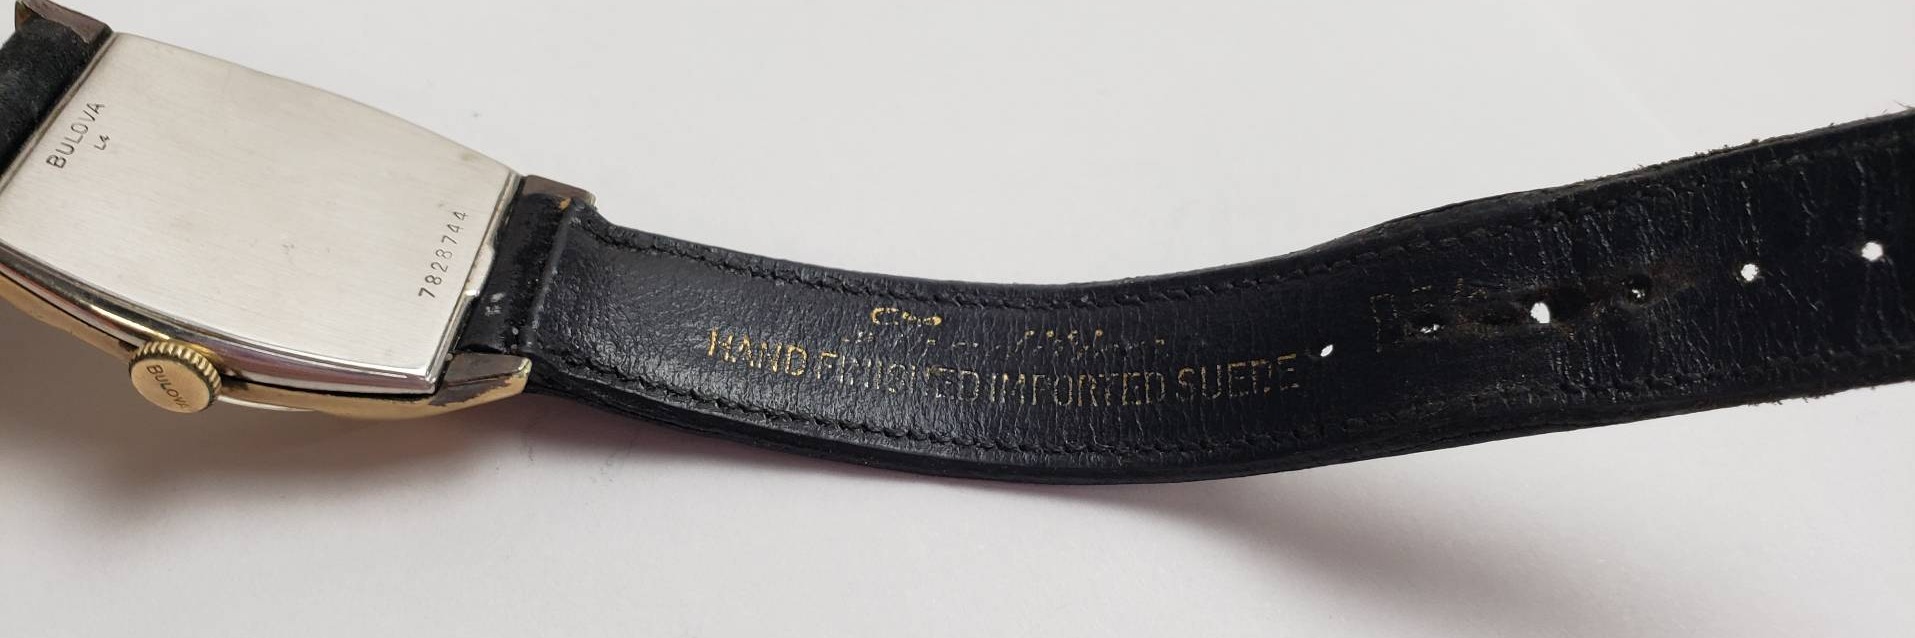 BULOVA
L4
7828744
BULOVA
HAND FINISHED IMPORTED SUEDE